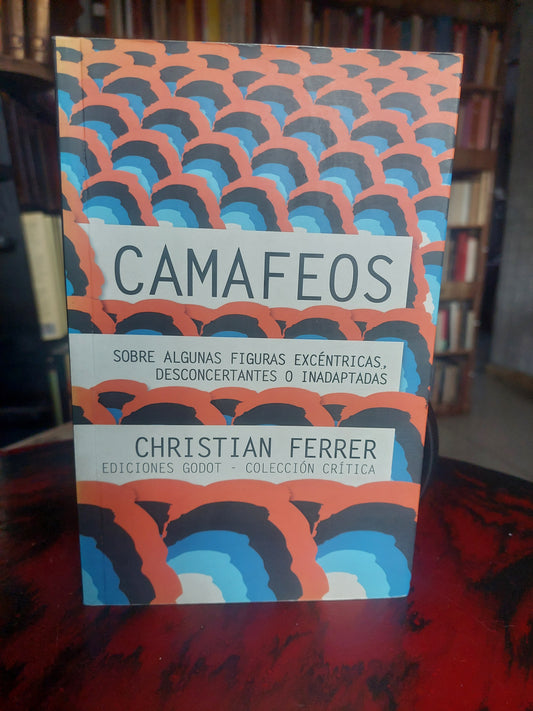 CAMAFEOS
SOBRE ALGUNAS FIGURAS EXCÉNTRICAS,
DESCONCERTANTES O INADAPTADAS
CHRISTIAN FERRER
EDICIONES GODOT - COLECCIÓN CRÍTICA